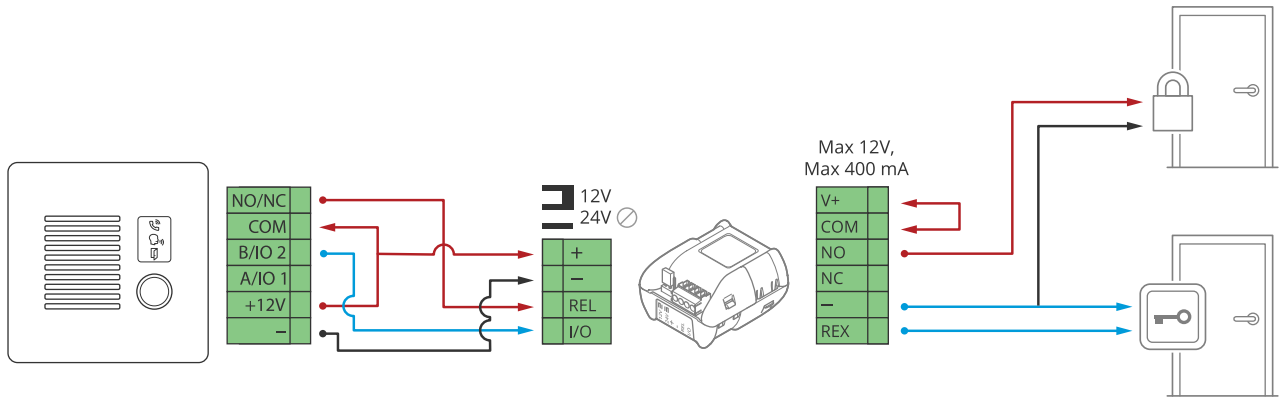 NO/NC
COM
B/IO 2
A/IO 1
+12V
–
12V
24V
+
–
REL
I/O
Max 12V,
Max 400 mA
V+
COM
NO
NC
–
REX